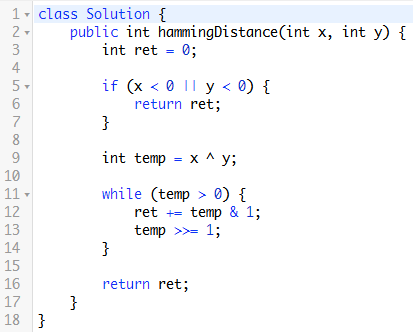 1 class Solution {
2     public int hammingDistance(int x, int y) {
3         int ret = 0;
4
5         if (x < 0 || y < 0) {
6             return ret;
7         }
8
9         int temp = x ^ y;
10
11         while (temp > 0) {
12             ret += temp & 1;
13             temp >>= 1;
14         }
15
16         return ret;
17     }
18 }